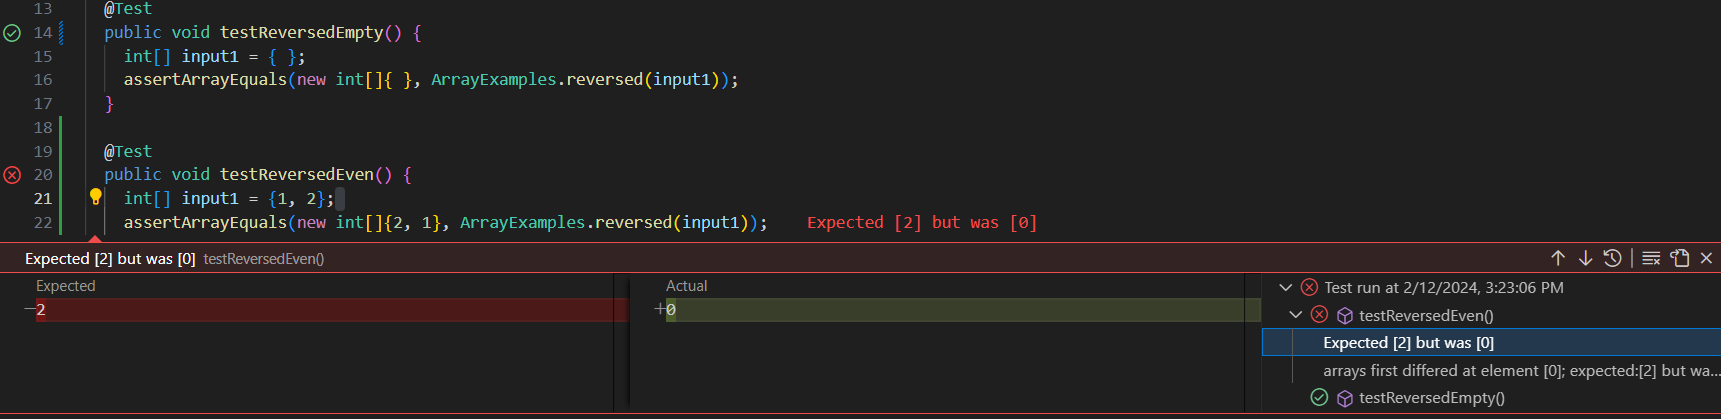 13 @Test
14 public void testReversedEmpty() {
15 int[] input1 = { };
16 assertArrayEquals(new int[]{ }, ArrayExamples.reversed(input1));
17 }
18
19 @Test
20 public void testReversedEven() {
21 int[] input1 = {1, 2};
22 assertArrayEquals(new int[]{2, 1}, ArrayExamples.reversed(input1)); Expected [2] but was [0]
Expected [2] but was [0] testReversedEven()
Expected Actual
−2 +0
Test run at 2/12/2024, 3:23:06 PM
testReversedEven()
Expected [2] but was [0]
arrays first differed at element [0]; expected:[2] but wa...
testReversedEmpty()